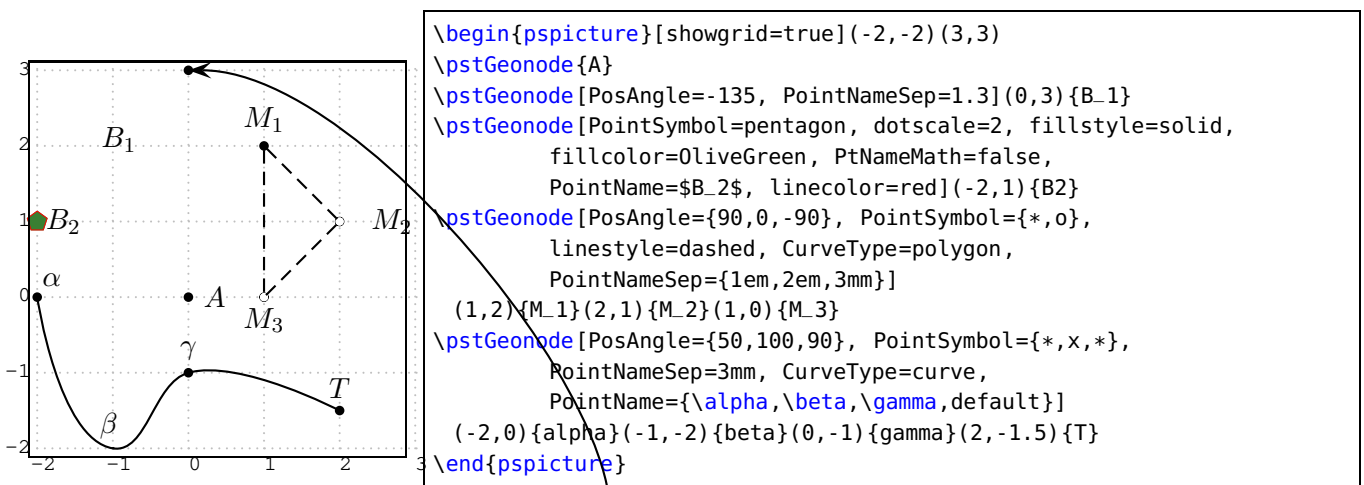 3
2
1
0
−1
−2
−2 −1 0 1 2 3
M₁
B₁
B₂
M₂
α
A
M₃
γ
T
β
\begin{pspicture}[showgrid=true](-2,-2)(3,3)
\pstGeonode{A}
\pstGeonode[PosAngle=-135, PointNameSep=1.3](0,3){B_1}
\pstGeonode[PointSymbol=pentagon, dotscale=2, fillstyle=solid,
fillcolor=OliveGreen, PtNameMath=false,
PointName=$B_2$, linecolor=red](-2,1){B2}
\pstGeonode[PosAngle={90,0,-90}, PointSymbol={*,o},
linestyle=dashed, CurveType=polygon,
PointNameSep={1em,2em,3mm}]
(1,2){M_1}(2,1){M_2}(1,0){M_3}
\pstGeonode[PosAngle={50,100,90}, PointSymbol={*,x,*},
PointNameSep=3mm, CurveType=curve,
PointName={\alpha,\beta,\gamma,default}]
(-2,0){alpha}(-1,-2){beta}(0,-1){gamma}(2,-1.5){T}
\end{pspicture}